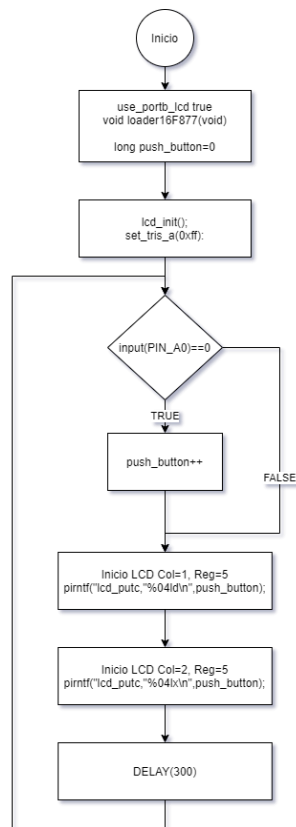 Inicio
use_portb_lcd true
void loader16F877(void)
long push_button=0
lcd_init();
set_tris_a(0xff):
input(PIN_A0)==0
TRUE
push_button++
FALSE
Inicio LCD Col=1, Reg=5
pirntf("lcd_putc,"%04ld\n",push_button);
Inicio LCD Col=2, Reg=5
pirntf("lcd_putc,"%04lx\n",push_button);
DELAY(300)